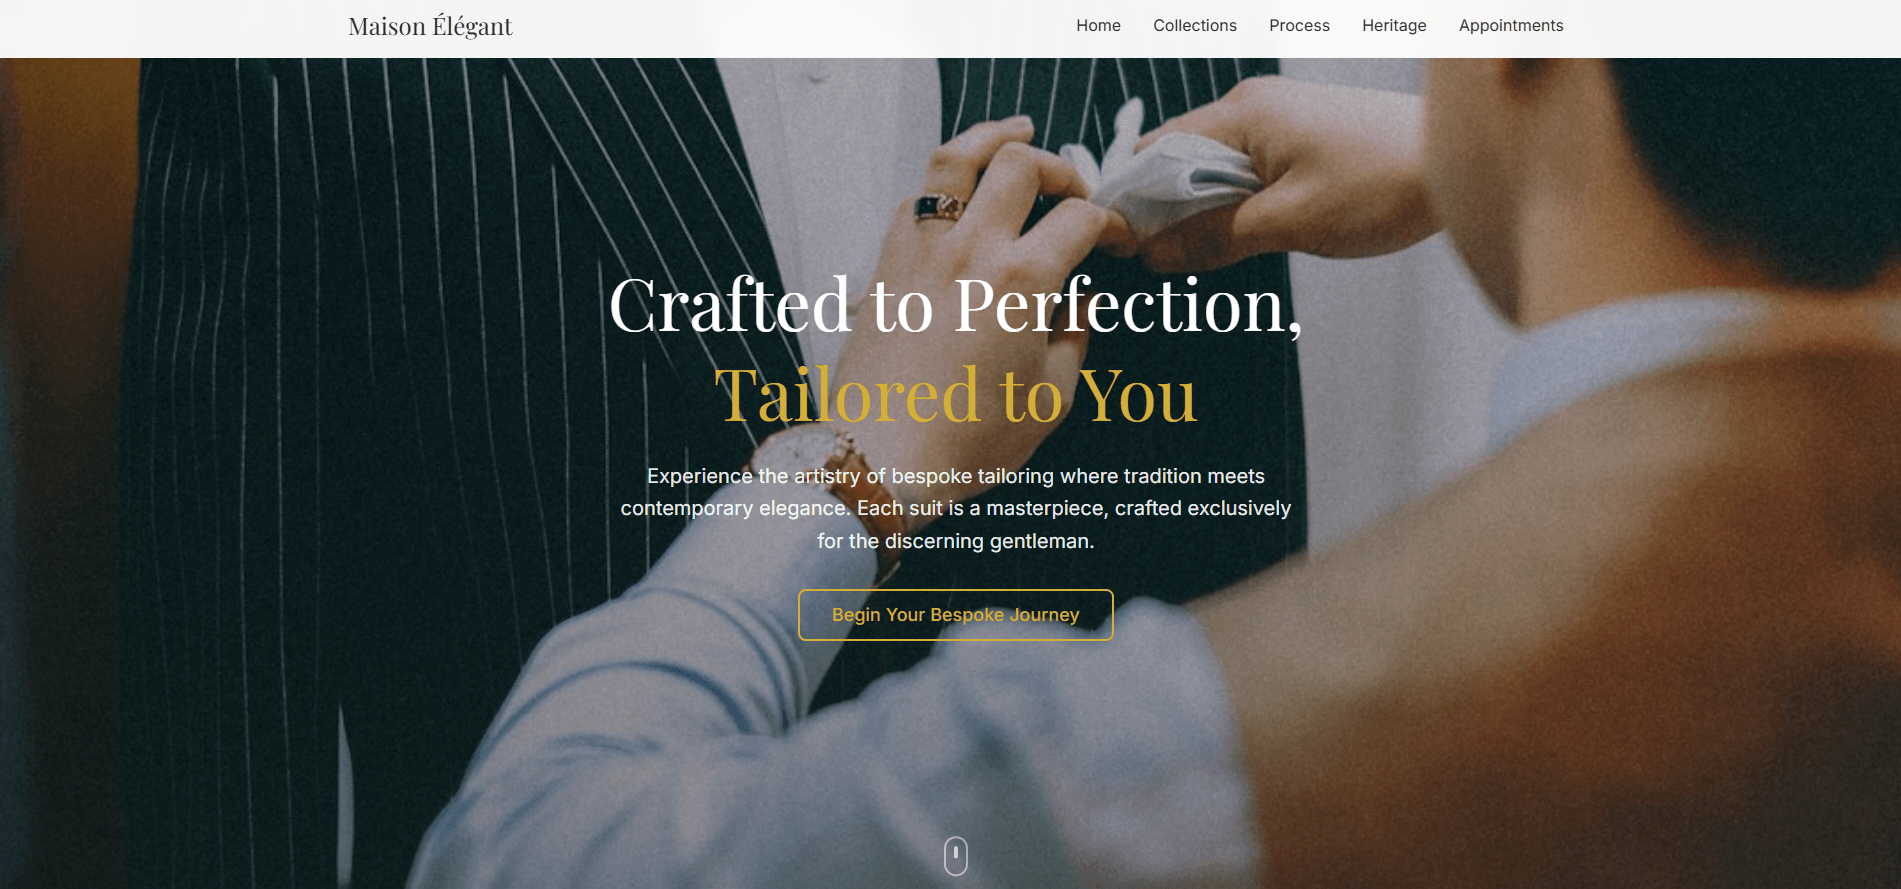 Maison Élégant
Home Collections Process Heritage Appointments
Crafted to Perfection,
Tailored to You
Experience the artistry of bespoke tailoring where tradition meets
contemporary elegance. Each suit is a masterpiece, crafted exclusively
for the discerning gentleman.
Begin Your Bespoke Journey